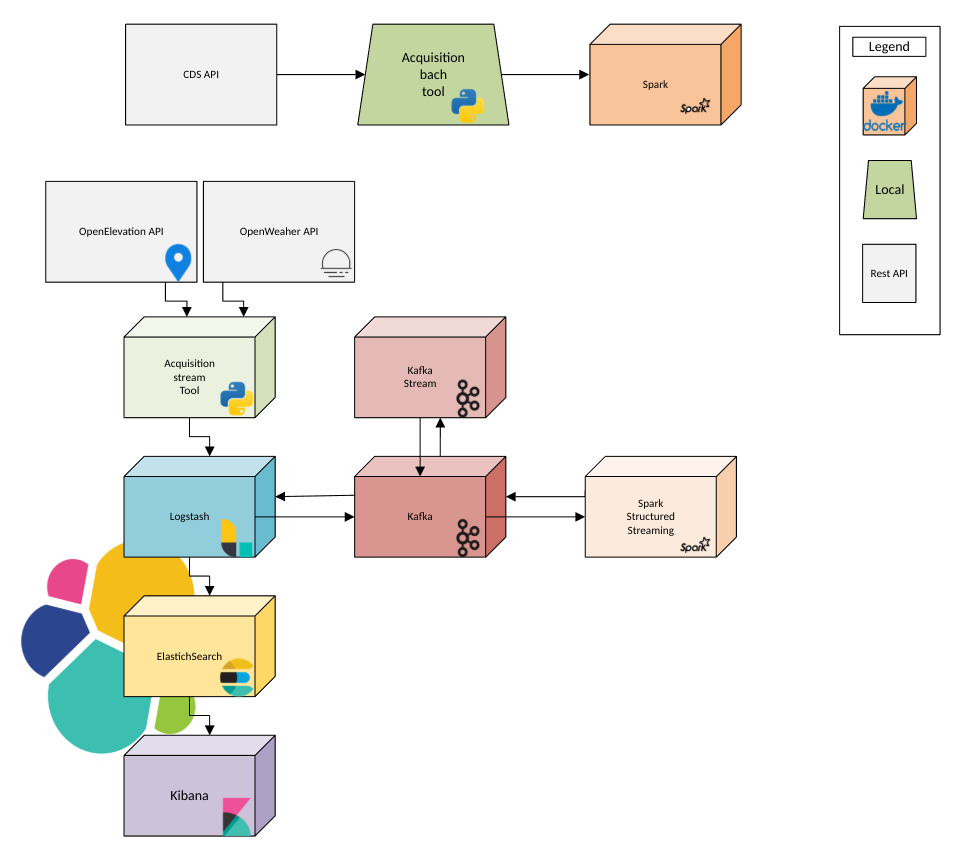 Legend
CDS API
Acquisition
bach
tool
Spark
Spark
docker
Local
OpenElevation API
OpenWeaher API
Rest API
Acquisition
stream
Tool
Kafka
Stream
Logstash
Kafka
Spark
Structured
Streaming
Spark
ElastichSearch
Kibana